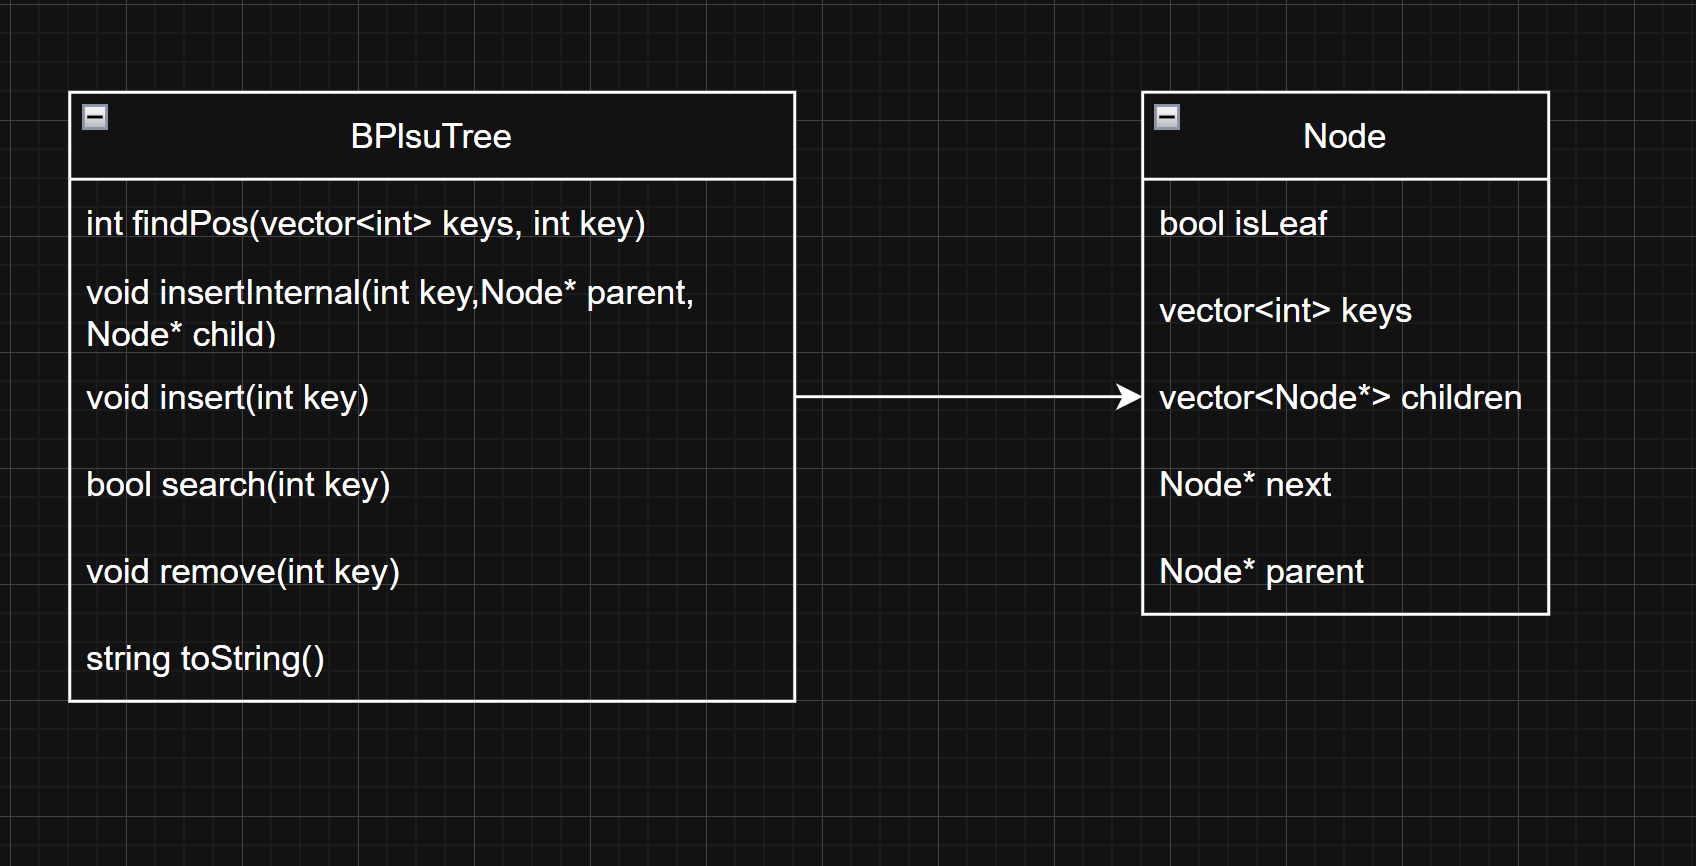 BPlsuTree
int findPos(vector<int> keys, int key)
void insertInternal(int key,Node* parent,
Node* child)
void insert(int key)
bool search(int key)
void remove(int key)
string toString()
Node
bool isLeaf
vector<int> keys
vector<Node*> children
Node* next
Node* parent